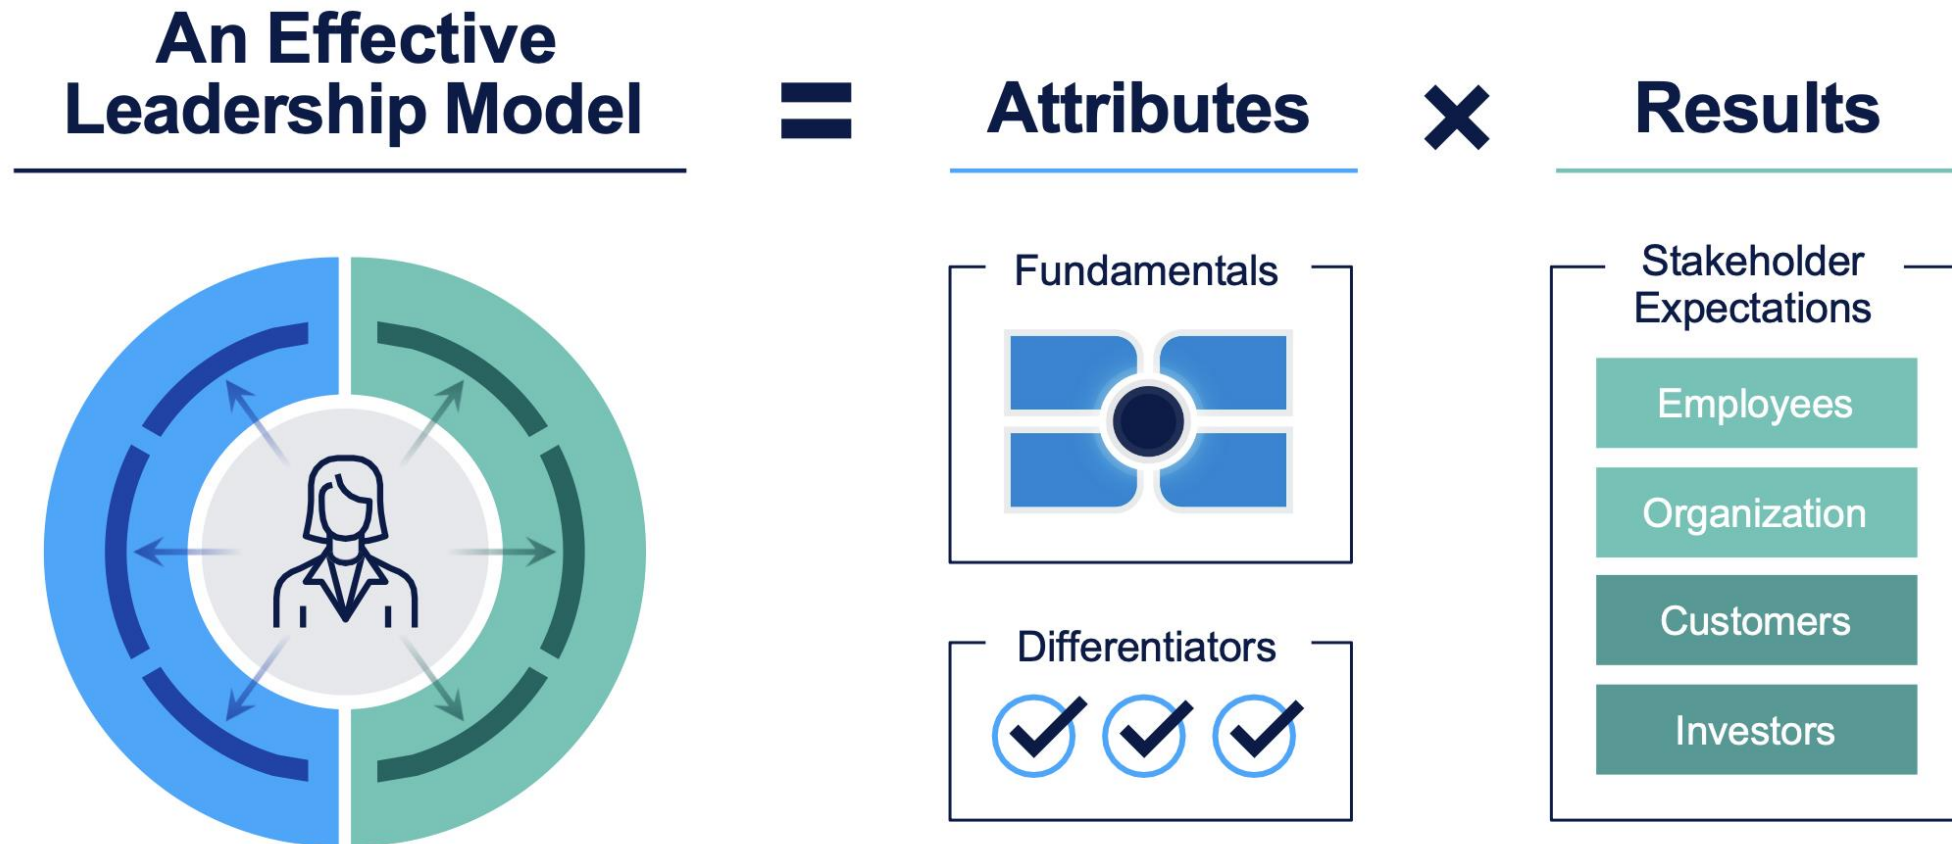 An Effective
Leadership Model
=
Attributes
×
Results
Fundamentals
Differentiators
Stakeholder
Expectations
Employees
Organization
Customers
Investors